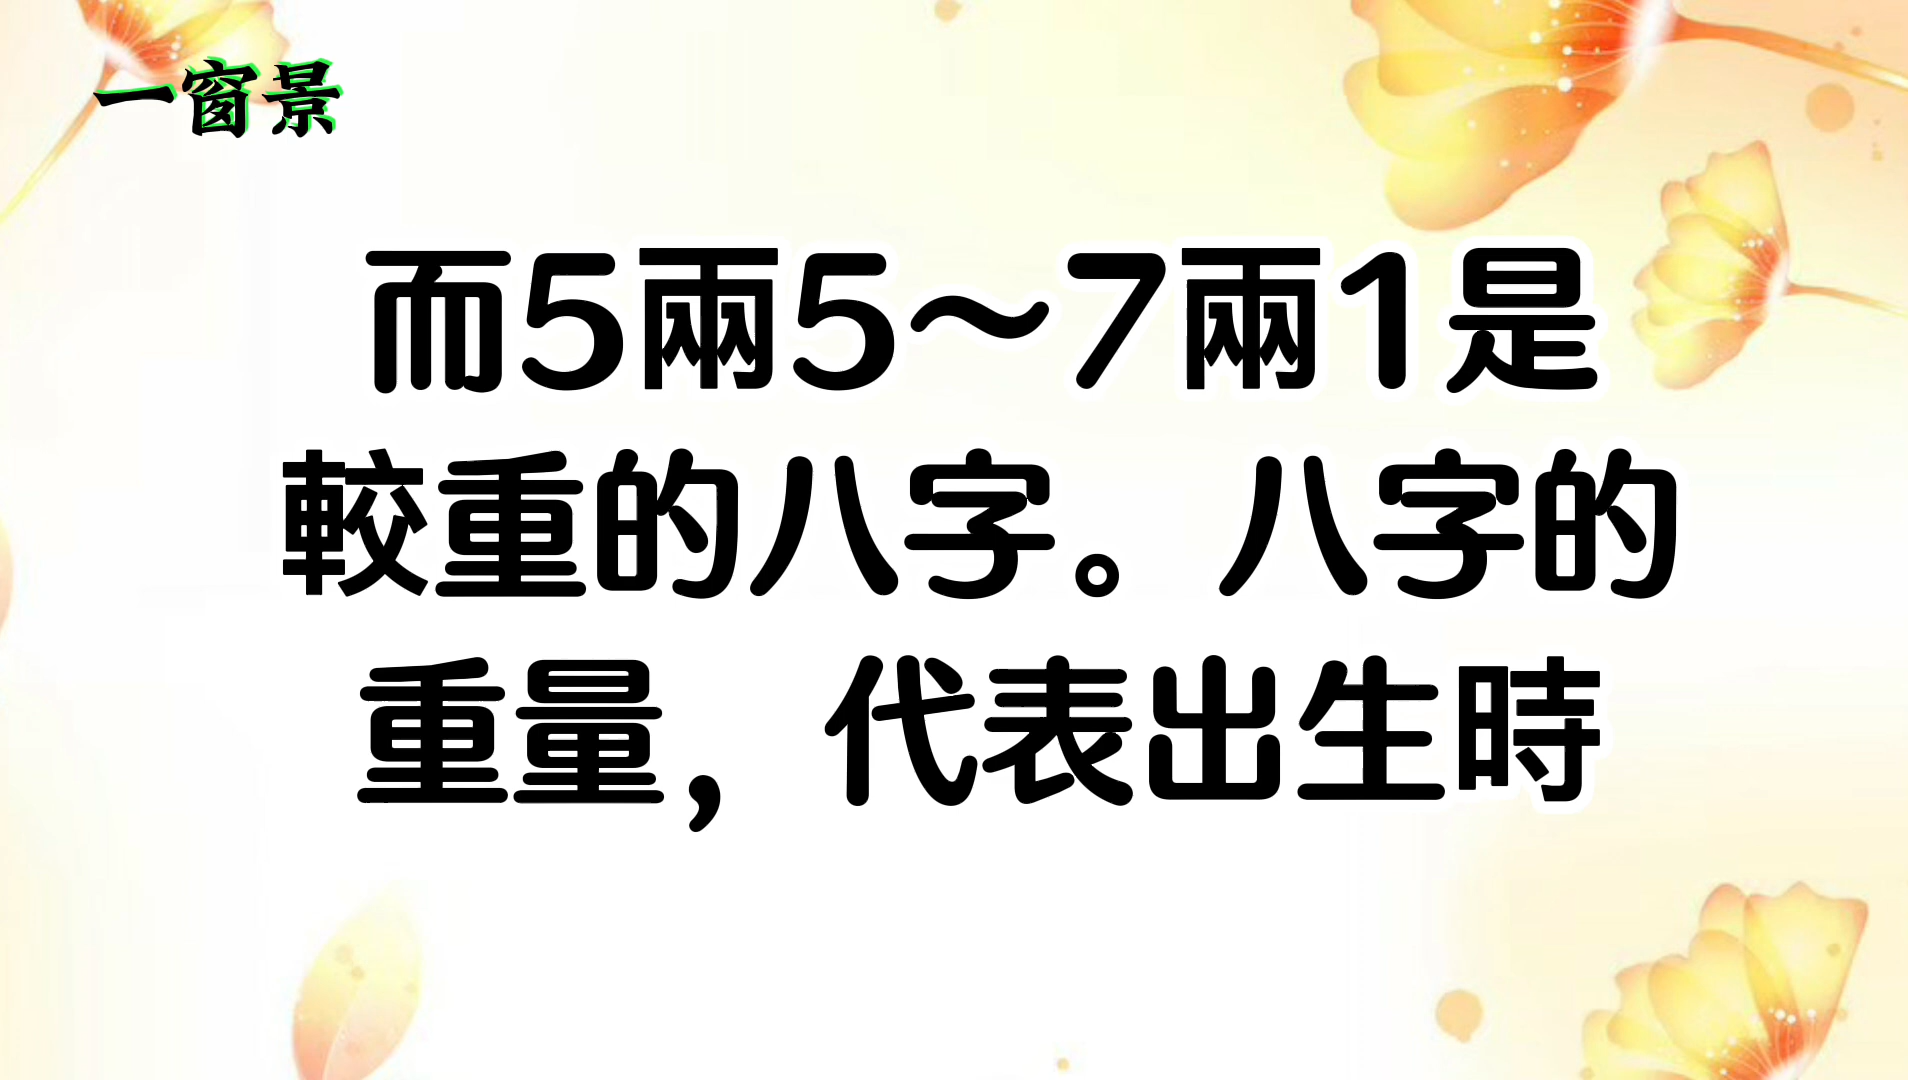 一窗景
而5兩5～7兩1是
較重的八字。八字的
重量，代表出生時